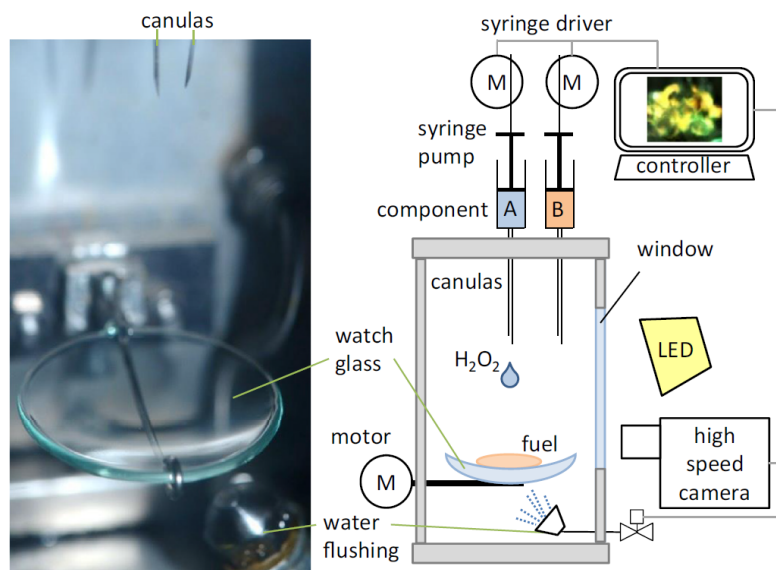 canulas
syringe driver
M
M
syringe
pump
controller
component
A
B
canulas
window
watch
glass
H₂O₂
LED
motor
fuel
M
high
speed
camera
water
flushing